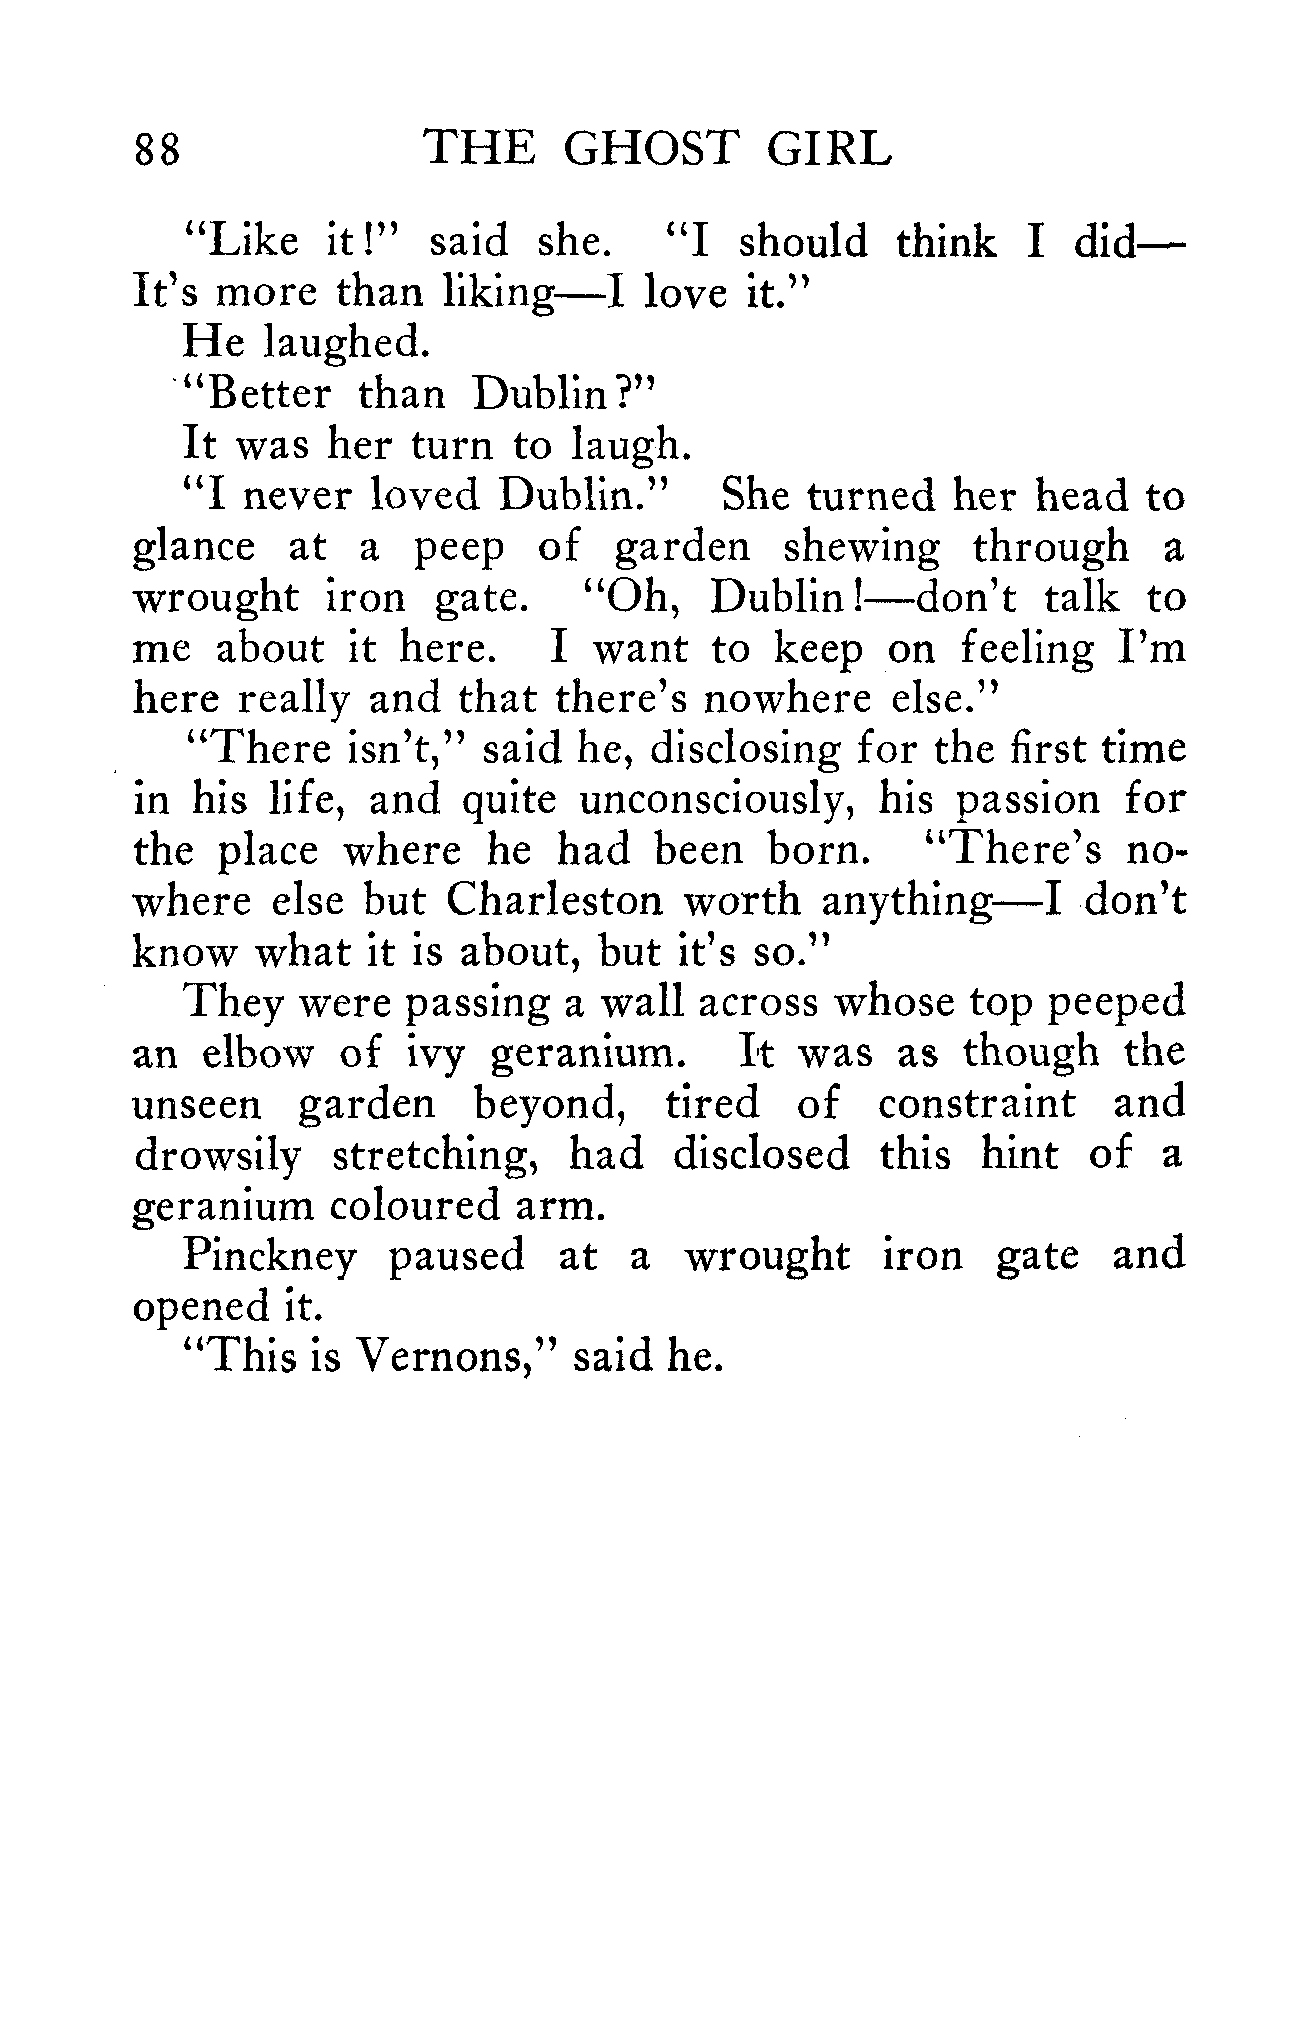 88 THE GHOST GIRL
"Like it!" said she. "I should think I did—
It's more than liking—I love it."
He laughed.
"Better than Dublin?"
It was her turn to laugh.
"I never loved Dublin." She turned her head to
glance at a peep of garden shewing through a
wrought iron gate. "Oh, Dublin!—don't talk to
me about it here. I want to keep on feeling I'm
here really and that there's nowhere else."
"There isn't," said he, disclosing for the first time
in his life, and quite unconsciously, his passion for
the place where he had been born. "There's no-
where else but Charleston worth anything—I don't
know what it is about, but it's so."
They were passing a wall across whose top peeped
an elbow of ivy geranium. It was as though the
unseen garden beyond, tired of constraint and
drowsily stretching, had disclosed this hint of a
geranium coloured arm.
Pinckney paused at a wrought iron gate and
opened it.
"This is Vernons," said he.